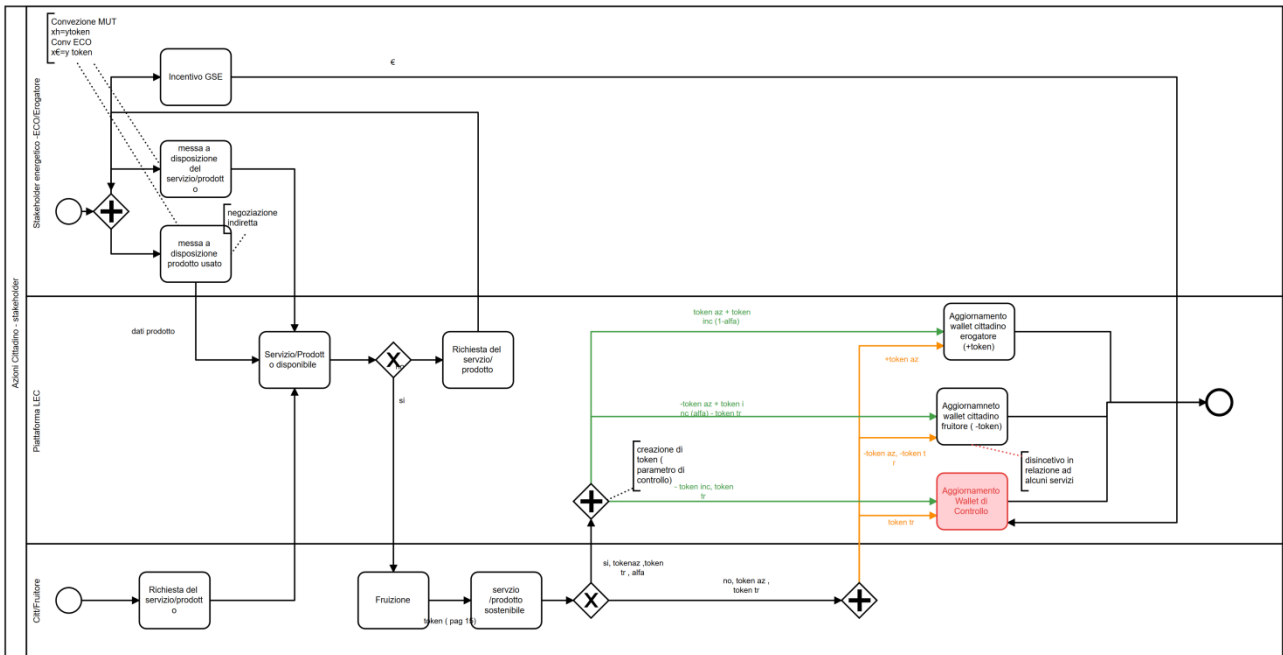 Azioni Cittadino - stakeholder
Stakeholder energetico -ECO/Erogatore
Convezione MUT
xh=ytoken
Conv ECO
x€=y token
Incentivo GSE
€
messa a
disposizione
del
servizio/prodott
o
negoziazione
indiretta
messa a
disposizione
prodotto usato
Piattaforma LEC
dati prodotto
Servizio/Prodott
o disponibile
no
si
Richiesta del
servzio/
prodotto
token az + token
inc (1-alfa)
Aggiornamento
wallet cittadino
erogatore
(+token)
+token az
-token az + token i
nc (alfa) - token tr
Aggiornamneto
wallet cittadino
fruitore ( -token)
creazione di
token (
parametro di
controllo)
-token az, -token t
r
disincetivo in
relazione ad
alcuni servizi
- token inc, token
tr
Aggiornamento
Wallet di
Controllo
token tr
Citt/Fruitore
Richiesta del
servizio/prodott
o
Fruizione
token ( pag 15)
servzio
/prodotto
sostenibile
si, tokenaz ,token
tr , alfa
no, token az ,
token tr